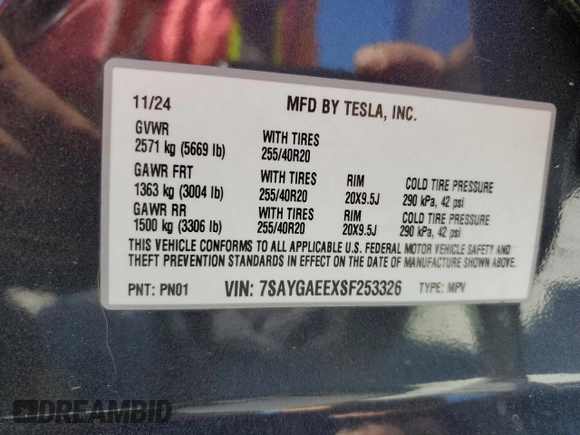 11/24 MFD BY TESLA, INC.
GVWR
2571 kg (5669 lb) WITH TIRES 255/40R20
GAWR FRT
1363 kg (3004 lb) WITH TIRES 255/40R20 RIM 20X9.5J COLD TIRE PRESSURE 290 kPa, 42 psi
GAWR RR
1500 kg (3306 lb) WITH TIRES 255/40R20 RIM 20X9.5J COLD TIRE PRESSURE 290 kPa, 42 psi
THIS VEHICLE CONFORMS TO ALL APPLICABLE U.S. FEDERAL MOTOR VEHICLE SAFETY AND
THEFT PREVENTION STANDARDS IN EFFECT ON THE DATE OF MANUFACTURE SHOWN ABOVE.
PNT: PN01 VIN: 7SAYGAEEXSF253326 TYPE: MPV
DREAMBID